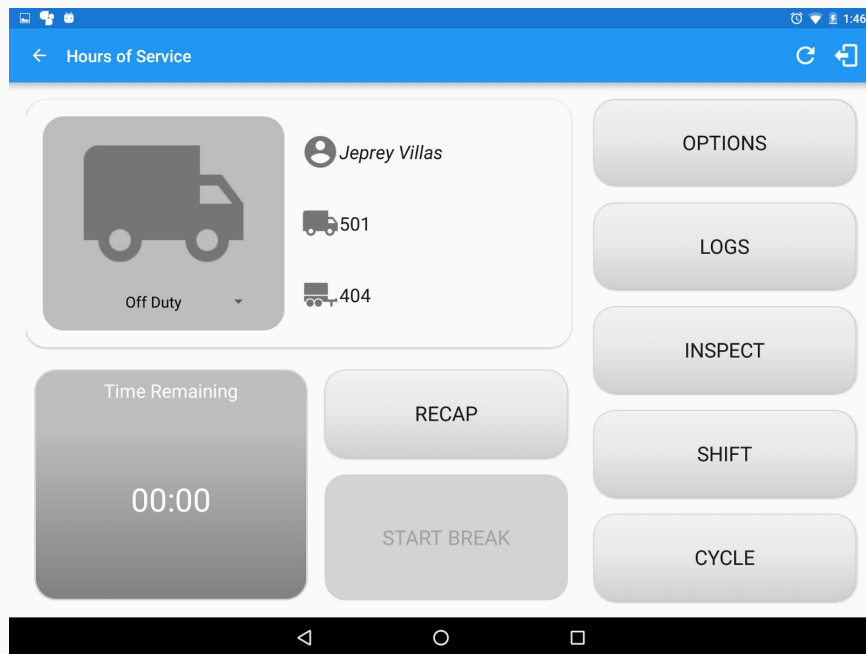 1:46
Hours of Service
Jeprey Villas
501
404
Off Duty
OPTIONS
LOGS
INSPECT
SHIFT
CYCLE
Time Remaining
00:00
RECAP
START BREAK